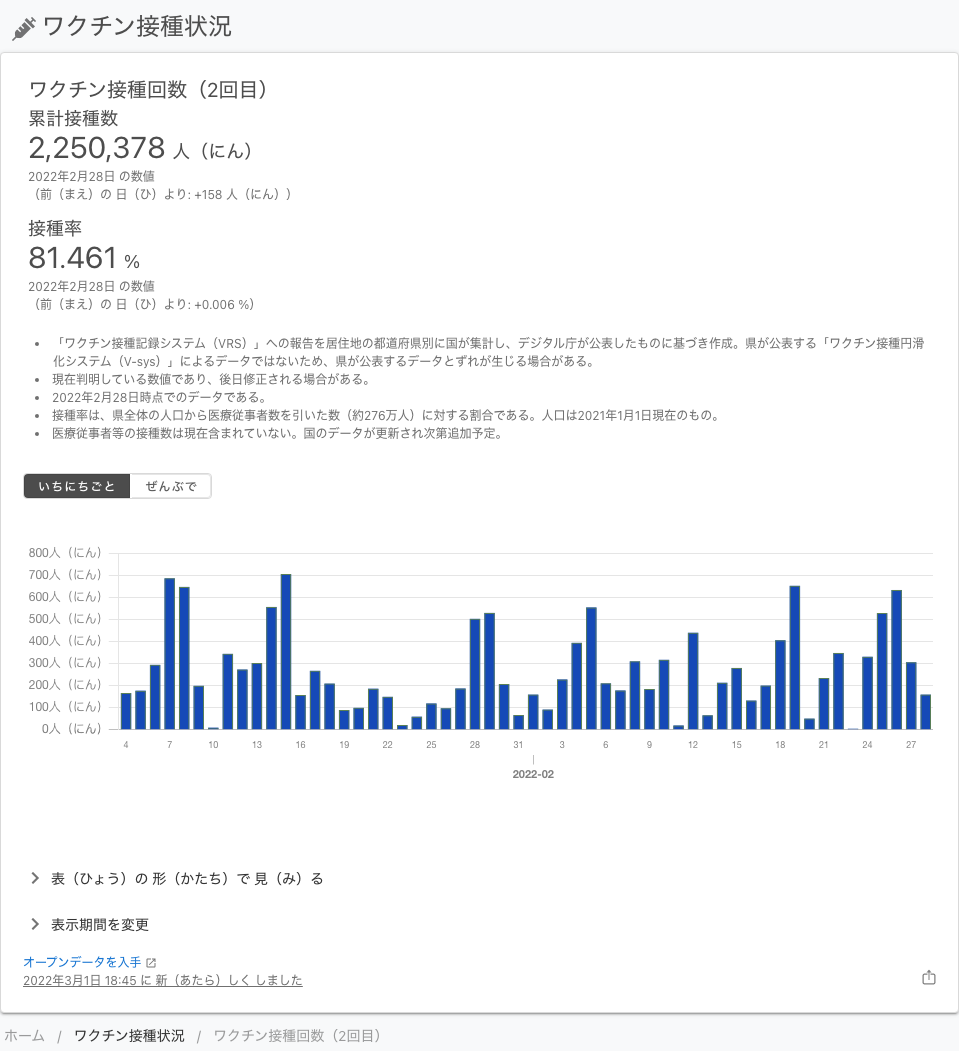 ワクチン接種状況
ワクチン接種回数（2回目）
累計接種数
2,250,378 人（にん）
2022年2月28日 の数値
（前（まえ）の 日（ひ）より: +158 人（にん））
接種率
81.461 %
2022年2月28日 の数値
（前（まえ）の 日（ひ）より: +0.006 %）
• 「ワクチン接種記録システム（VRS）」への報告を居住地の都道府県別に国が集計し、デジタル庁が公表したものに基づき作成。県が公表する「ワクチン接種円滑
化システム（V-sys）」によるデータではないため、県が公表するデータとずれが生じる場合がある。
• 現在判明している数値であり、後日修正される場合がある。
• 2022年2月28日時点でのデータである。
• 接種率は、県全体の人口から医療従事者数を引いた数（約276万人）に対する割合である。人口は2021年1月1日現在のもの。
• 医療従事者等の接種数は現在含まれていない。国のデータが更新され次第追加予定。
いちにちごと ぜんぶで
800人（にん）
700人（にん）
600人（にん）
500人（にん）
400人（にん）
300人（にん）
200人（にん）
100人（にん）
0人（にん）
4 7 10 13 16 19 22 25 28 31 3 6 9 12 15 18 21 24 27
2022-02
表（ひょう）の 形（かたち）で 見（み）る
表示期間を変更
オープンデータを入手
2022年3月1日 18:45 に 新（あたら）しく しました
ホーム / ワクチン接種状況 / ワクチン接種回数（2回目）